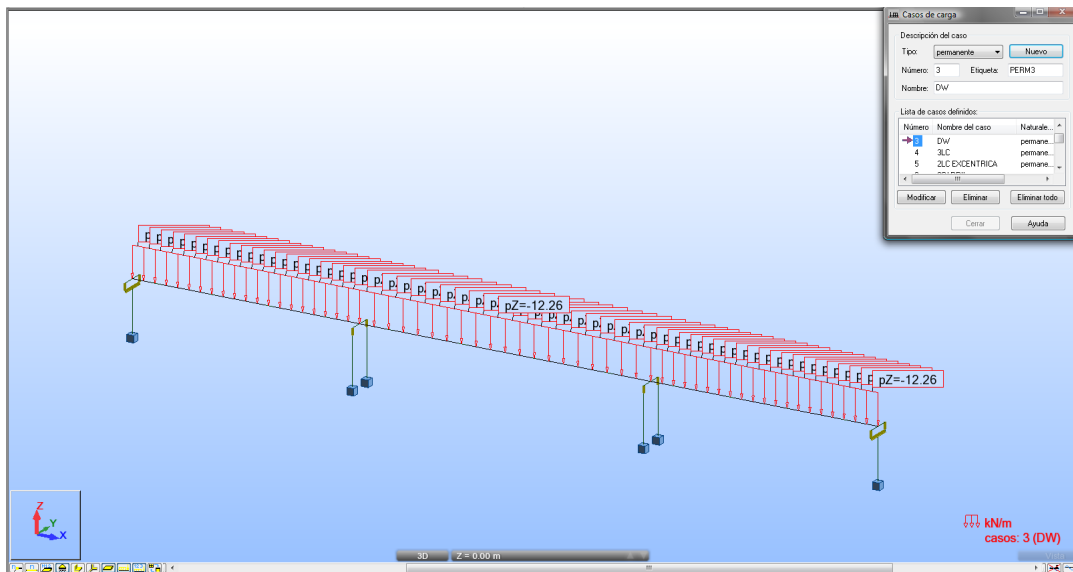 Casos de carga
Descripción del caso
Tipo: permanente Nuevo
Número: 3 Etiqueta: PERM3
Nombre: DW
Lista de casos definidos:
Número Nombre del caso Naturale...
3 DW permane...
4 3LC permane...
5 2LC EXCENTRICA permane...
Modificar Eliminar Eliminar todo
Cerrar Ayuda
pZ=-12.26
pZ=-12.26
Z
Y
X
kN/m
casos: 3 (DW)
3D Z = 0.00 m
Vista